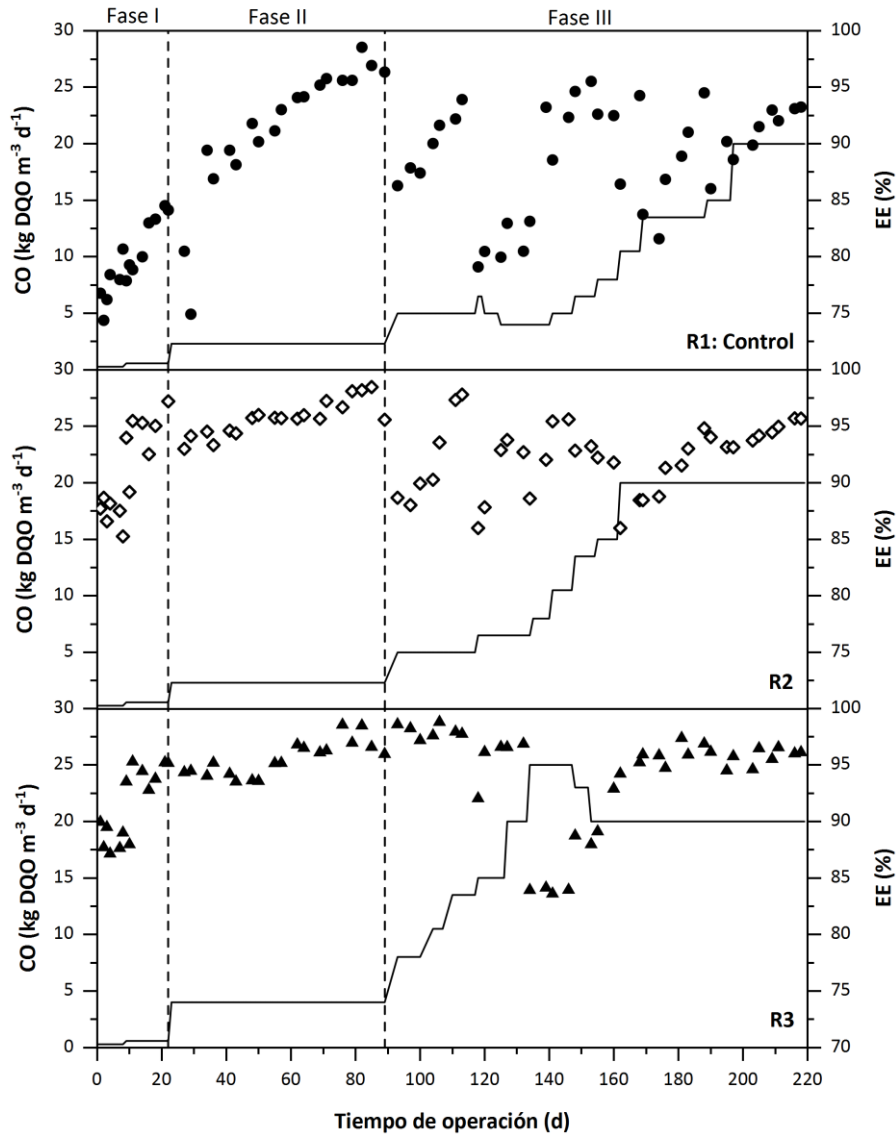 Fase I Fase II Fase III
30 100
25 95
20 90
15 85
10 80
5 75
CO (kg DQO m⁻³ d⁻¹)
EE (%)
R1: Control
30 100
25 95
20 90
15 85
10 80
5 75
CO (kg DQO m⁻³ d⁻¹)
EE (%)
R2
30 100
25 95
20 90
15 85
10 80
5 75
0 70
CO (kg DQO m⁻³ d⁻¹)
EE (%)
R3
0 20 40 60 80 100 120 140 160 180 200 220
Tiempo de operación (d)